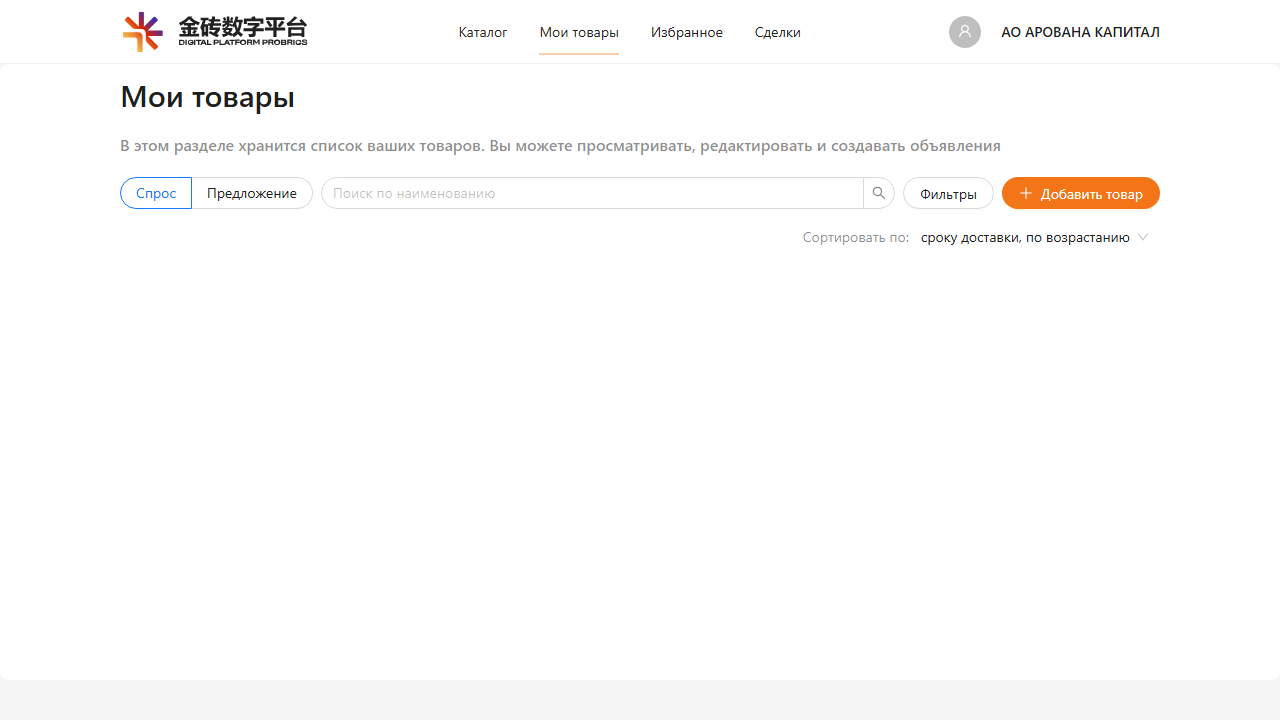 金砖数字平台
DIGITAL PLATFORM PROBRICS
Каталог
Мои товары
Избранное
Сделки
АО АРОВАНА КАПИТАЛ
Мои товары
В этом разделе хранится список ваших товаров. Вы можете просматривать, редактировать и создавать объявления
Спрос
Предложение
Поиск по наименованию
Фильтры
Добавить товар
Сортировать по:
сроку доставки, по возрастанию